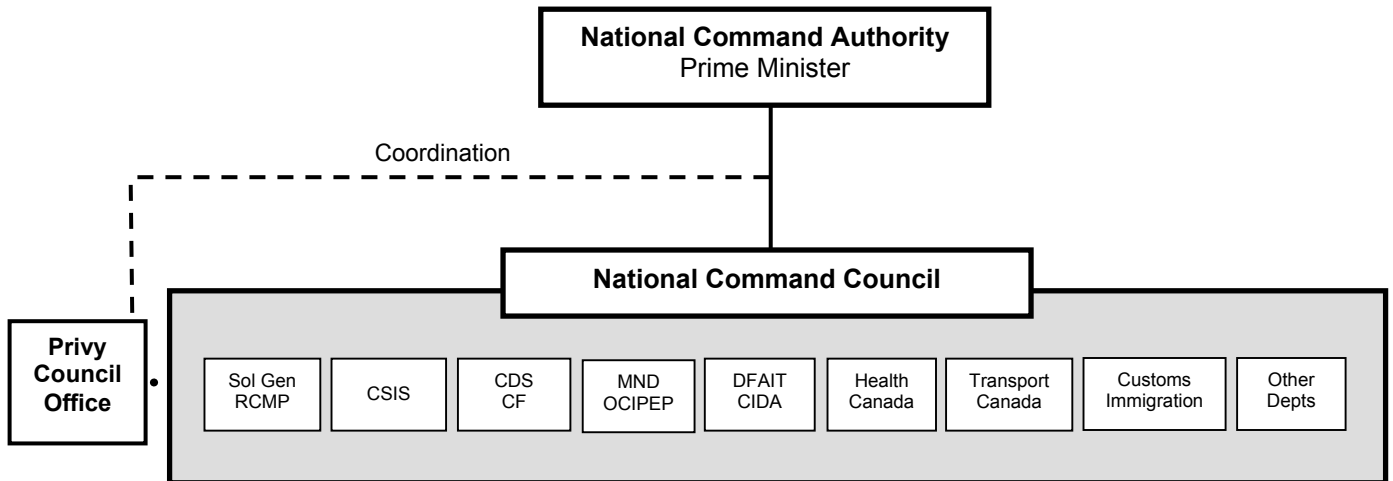 National Command Authority
Prime Minister
Coordination
National Command Council
Privy
Council
Office
Sol Gen
RCMP
CSIS
CDS
CF
MND
OCIPEP
DFAIT
CIDA
Health
Canada
Transport
Canada
Customs
Immigration
Other
Depts